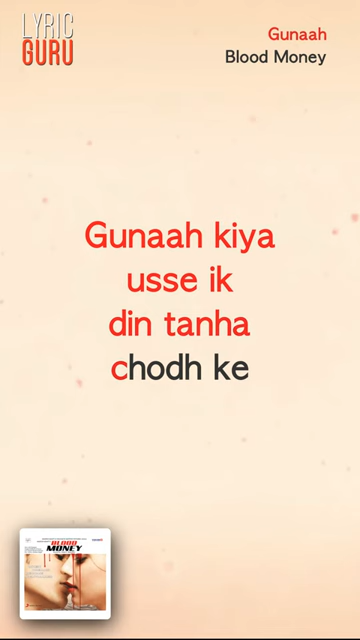 LYRIC
GURU
Gunaah
Blood Money
Gunaah kiya
usse ik
din tanha
chodh ke
BLOOD
MONEY